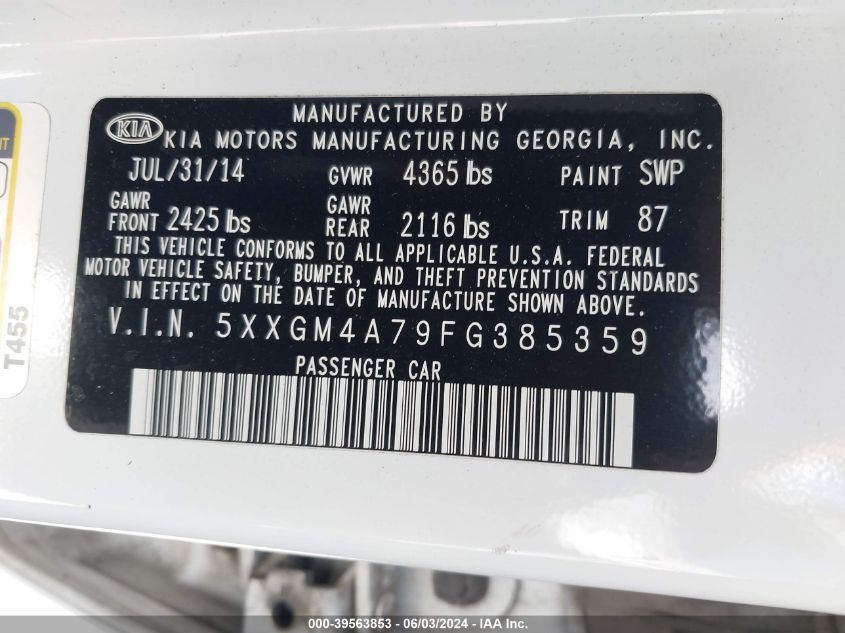 MANUFACTURED BY
KIA KIA MOTORS MANUFACTURING GEORGIA, INC.
JUL/31/14 GVWR 4365 lbs PAINT SWP
GAWR FRONT 2425 lbs GAWR REAR 2116 lbs TRIM 87
THIS VEHICLE CONFORMS TO ALL APPLICABLE U.S.A. FEDERAL
MOTOR VEHICLE SAFETY, BUMPER, AND THEFT PREVENTION STANDARDS
IN EFFECT ON THE DATE OF MANUFACTURE SHOWN ABOVE.
V.I.N. 5XXGM4A79FG385359
PASSENGER CAR
T455
000-39563853 - 06/03/2024 - IAA Inc.